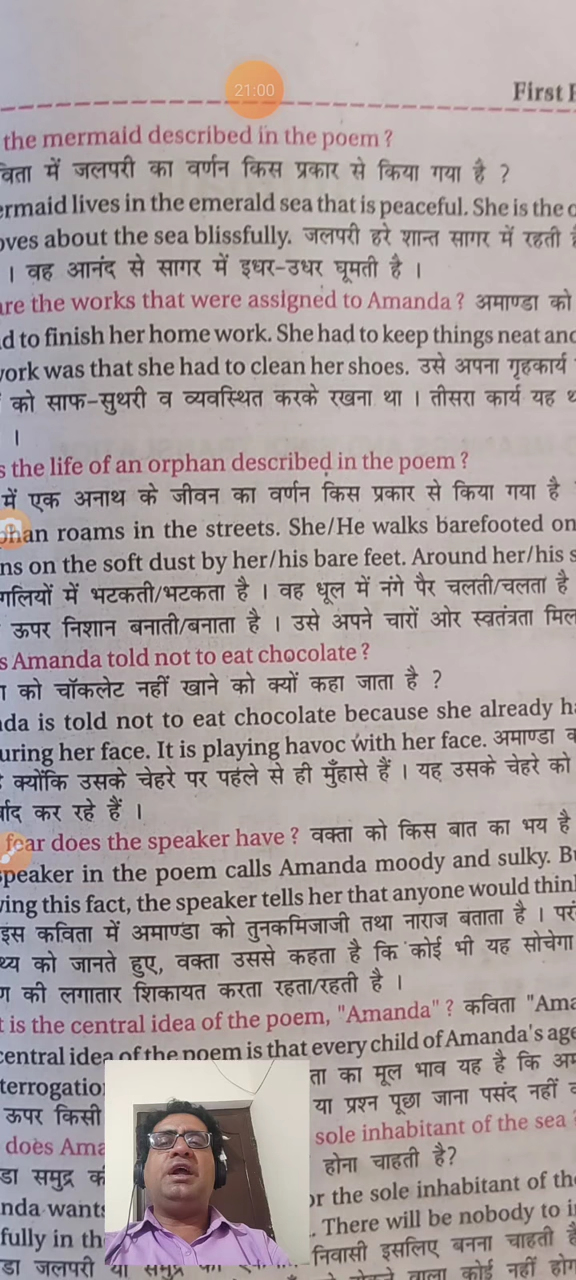 21:00
First
the mermaid described in the poem ?
में जलपरी का वर्णन किस प्रकार से किया गया है ?
ermaid lives in the emerald sea that is peaceful. She is the
oves about the sea blissfully. जलपरी हरे शान्त सागर में रहती
। वह आनंद से सागर में इधर-उधर घूमती है ।
are the works that were assigned to Amanda ? अमाण्डा को
d to finish her home work. She had to keep things neat and
work was that she had to clean her shoes. उसे अपना गृहकार्य
को साफ-सुथरी व व्यवस्थित करके रखना था । तीसरा कार्य यह
।
s the life of an orphan described in the poem ?
में एक अनाथ के जीवन का वर्णन किस प्रकार से किया गया है
phan roams in the streets. She/He walks barefooted on
ns on the soft dust by her/his bare feet. Around her/his
गलियों में भटकती/भटकता है । वह धूल में नंगे पैर चलती/चलता है
ऊपर निशान बनाती/बनाता है । उसे अपने चारों ओर स्वतंत्रता
s Amanda told not to eat chocolate ?
को चॉकलेट नहीं खाने को क्यों कहा जाता है ?
nda is told not to eat chocolate because she already
uring her face. It is playing havoc with her face. अमाण्डा
क्योंकि उसके चेहरे पर पहले से ही मुँहासे हैं । यह उसके चेहरे को
कर रहे हैं ।
fear does the speaker have ? वक्ता को किस बात का भय है
speaker in the poem calls Amanda moody and sulky.
ving this fact, the speaker tells her that anyone would
इस कविता में अमाण्डा को तुनकमिजाजी तथा नाराज बताता है ।
को जानते हुए, वक्ता उससे कहता है कि कोई भी यह सोचेगा
की लगातार शिकायत करता रहता/रहती है ।
t is the central idea of the poem, "Amanda" ? कविता "Ama
central idea of the poem is that every child of Amanda's age
terrogatio ता का मूल भाव यह है कि
ऊपर किसी या प्रश्न पूछा जाना पसंद नहीं
does Ama sole inhabitant of the sea ?
डा समुद्र होना चाहती है?
nda wants or the sole inhabitant of the
fully in th . There will be nobody to
डा जलपरी या समुद्र निवासी इसलिए बनना चाहती
वाला कोई नहीं